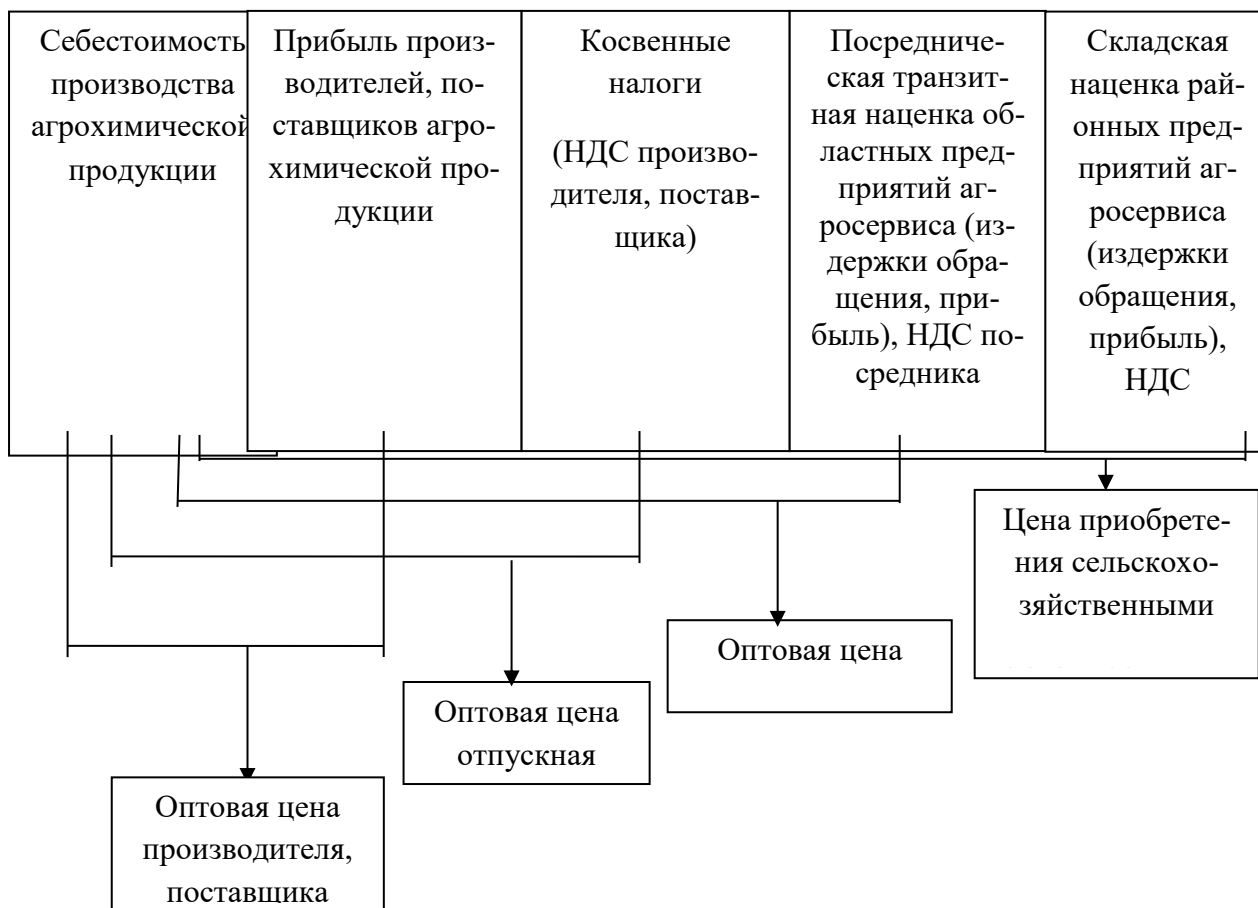 Себестоимость
производства
агрохимической
продукции
Прибыль произ-
водителей, по-
ставщиков агро-
химической про-
дукции
Косвенные
налоги
(НДС произво-
дителя, постав-
щика)
Посредниче-
ская транзит-
ная наценка об-
ластных пред-
приятий аг-
росервиса (из-
держки обра-
щения, при-
быль), НДС по-
средника
Складская
наценка рай-
онных пред-
приятий аг-
росервиса
(издержки
обращения,
прибыль),
НДС
Цена приобрете-
ния сельскохо-
зяйственными
Оптовая цена
Оптовая цена
отпускная
Оптовая цена
производителя,
поставщика